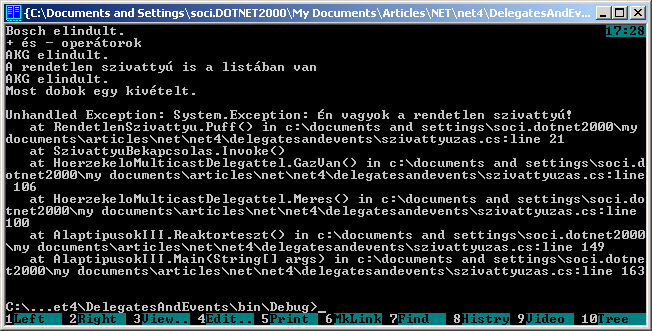 {C:\Documents and Settings\soci.DOTNET2000\My Documents\Articles\NET\net4\DelegatesAndEv...
Bosch elindult. 17:28
+ és - operátorok
AKG elindult.
A rendetlen szivattyú is a listában van
AKG elindult.
Most dobok egy kivételt.
Unhandled Exception: System.Exception: Én vagyok a rendetlen szivattyú!
at RendetlenSzivattyu.Puff() in c:\documents and settings\soci.dotnet2000\my
documents\articles\net\net4\delegatesandevents\szivattyuzas.cs:line 21
at SzivattyuBekapcsolas.Invoke()
at HoerzekeloMulticastDelegattel.GazVan() in c:\documents and settings\soci.d
otnet2000\my documents\articles\net\net4\delegatesandevents\szivattyuzas.cs:line
106
at HoerzekeloMulticastDelegattel.Meres() in c:\documents and settings\soci.do
tnet2000\my documents\articles\net\net4\delegatesandevents\szivattyuzas.cs:line
100
at AlaptipusokIII.Reaktorteszt() in c:\documents and settings\soci.dotnet2000
\my documents\articles\net\net4\delegatesandevents\szivattyuzas.cs:line 149
at AlaptipusokIII.Main(String[] args) in c:\documents and settings\soci.dotne
t2000\my documents\articles\net\net4\delegatesandevents\szivattyuzas.cs:line 163
C:\...et4\DelegatesAndEvents\bin\Debug>_
1Left 2Right 3View.. 4Edit.. 5Print 6MkLink 7Find 8Histry 9Video 10Tree